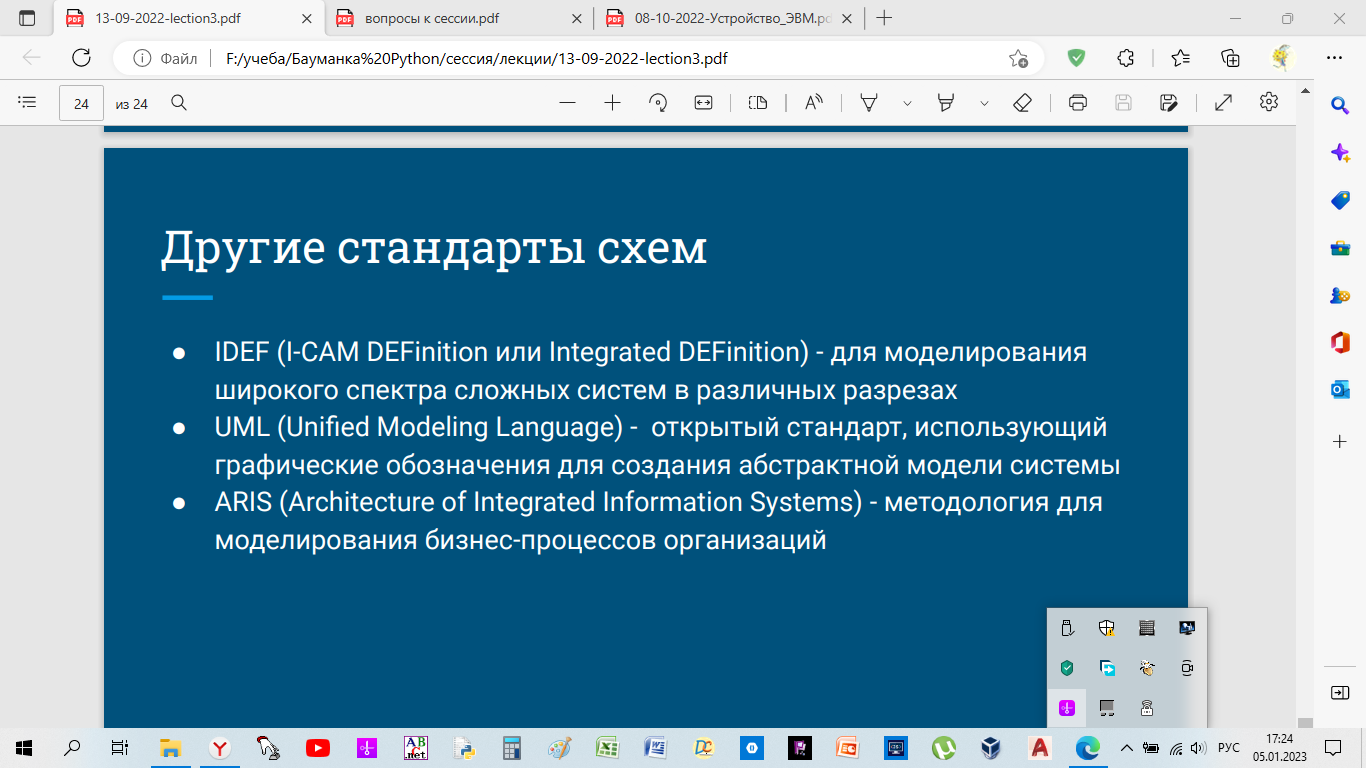 13-09-2022-lection3.pdf
вопросы к сессии.pdf
08-10-2022-Устройство_ЭВМ.pd
Файл
F:/учеба/Бауманка%20Python/сессия/лекции/13-09-2022-lection3.pdf
24 из 24
Другие стандарты схем
● IDEF (I-CAM DEFinition или Integrated DEFinition) - для моделирования
широкого спектра сложных систем в различных разрезах
● UML (Unified Modeling Language) - открытый стандарт, использующий
графические обозначения для создания абстрактной модели системы
● ARIS (Architecture of Integrated Information Systems) - методология для
моделирования бизнес-процессов организаций
РУС
17:24
05.01.2023